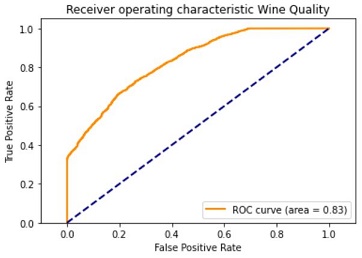 Receiver operating characteristic Wine Quality
True Positive Rate
1.0
0.8
0.6
0.4
0.2
0.0
ROC curve (area = 0.83)
0.0 0.2 0.4 0.6 0.8 1.0
False Positive Rate